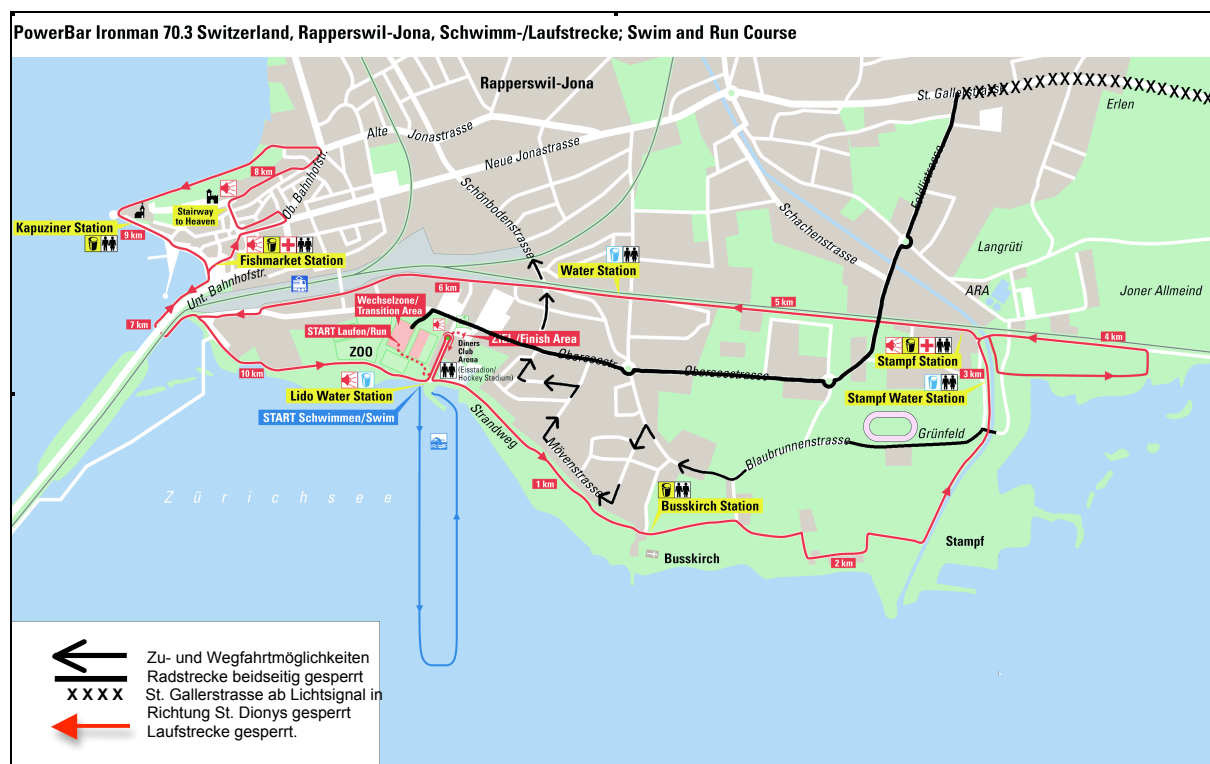 PowerBar Ironman 70.3 Switzerland, Rapperswil-Jona, Schwimm-/Laufstrecke; Swim and Run Course
Rapperswil-Jona
St. Gallerstrasse
X X X X X X X X X X X X X X X X X X
Erlen
Alte Jonastrasse
Neue Jonastrasse
8 km
Ob. Bahnhofstr.
Schönbodenstrasse
Feldlistrasse
Stairway
to Heaven
Schachenstrasse
Kapuziner Station
9 km
Fishmarket Station
Langrüti
Water Station
Unt. Bahnhofstr.
6 km
ARA
Joner Allmeind
Wechselzone/
Transition Area
5 km
7 km
START Laufen/Run
ZIEL/Finish Area
4 km
ZOO
Diners
Club
Arena
(Eisstadion/
Hockey Stadium)
Oberseestr.
Oberseestrasse
Stampf Station
10 km
3 km
Lido Water Station
Stampf Water Station
START Schwimmen/Swim
Strandweg
Grünfeld
Blaubrunnenstrasse
Mövenstrasse
1 km
Zürichsee
Busskirch Station
Stampf
Busskirch
2 km
Zu- und Wegfahrtmöglichkeiten
Radstrecke beidseitig gesperrt
X X X X St. Gallerstrasse ab Lichtsignal in
Richtung St. Dionys gesperrt
Laufstrecke gesperrt.